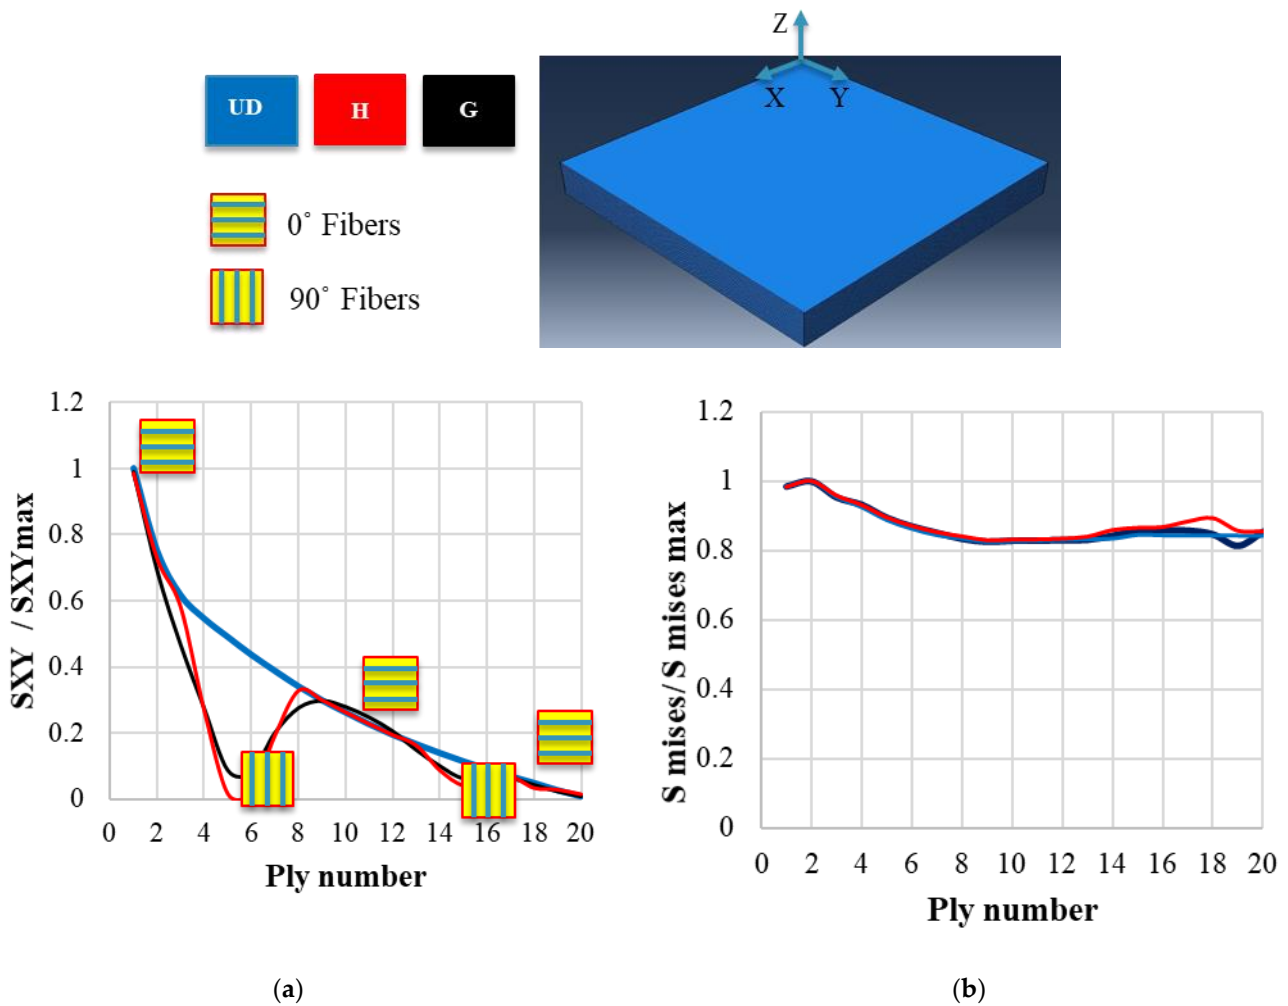 Z
X Y
UD H G
0˚ Fibers
90˚ Fibers
SXY / SXYmax
1.2
1
0.8
0.6
0.4
0.2
0
0 2 4 6 8 10 12 14 16 18 20
Ply number
(a)
S mises/ S mises max
1.2
1
0.8
0.6
0.4
0.2
0
0 2 4 6 8 10 12 14 16 18 20
Ply number
(b)